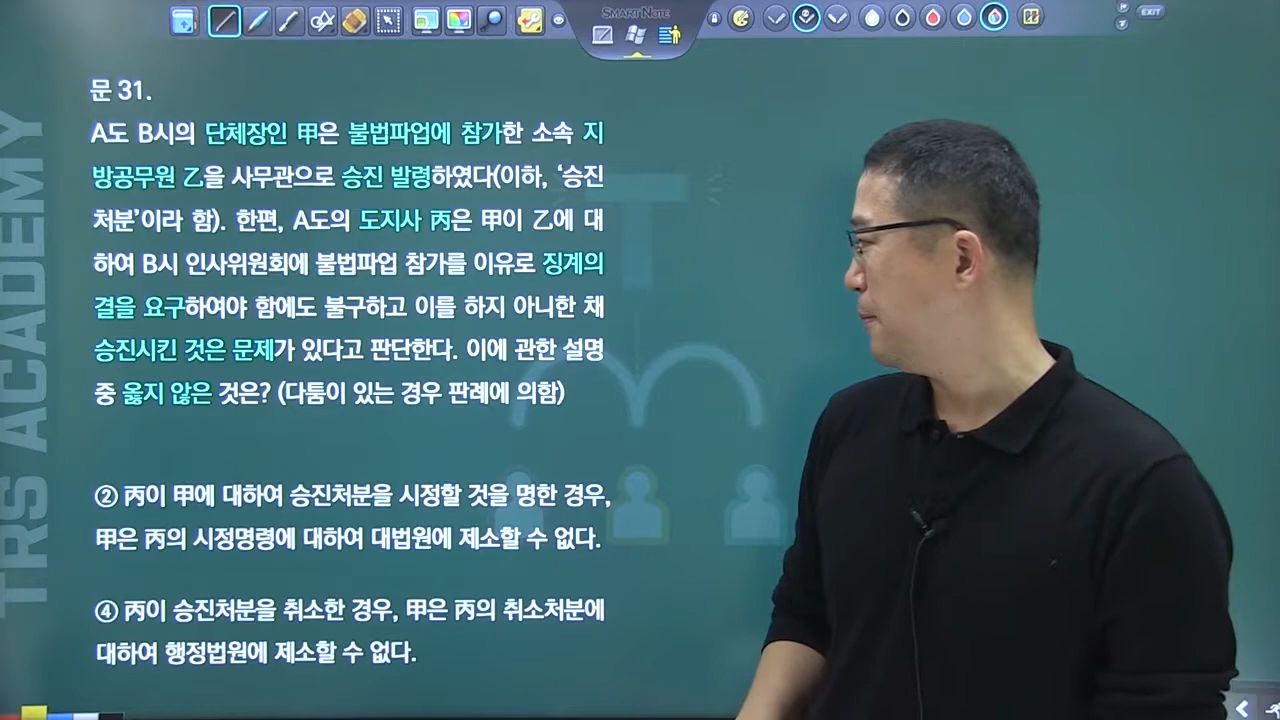 SMART NOTE
EXIT
TRS ACADEMY
문 31.
A도 B시의 단체장인 甲은 불법파업에 참가한 소속 지
방공무원 乙을 사무관으로 승진 발령하였다(이하, ‘승진
처분’이라 함). 한편, A도의 도지사 丙은 甲이 乙에 대
하여 B시 인사위원회에 불법파업 참가를 이유로 징계의
결을 요구하여야 함에도 불구하고 이를 하지 아니한 채
승진시킨 것은 문제가 있다고 판단한다. 이에 관한 설명
중 옳지 않은 것은? (다툼이 있는 경우 판례에 의함)
② 丙이 甲에 대하여 승진처분을 시정할 것을 명한 경우,
甲은 丙의 시정명령에 대하여 대법원에 제소할 수 없다.
④ 丙이 승진처분을 취소한 경우, 甲은 丙의 취소처분에
대하여 행정법원에 제소할 수 없다.